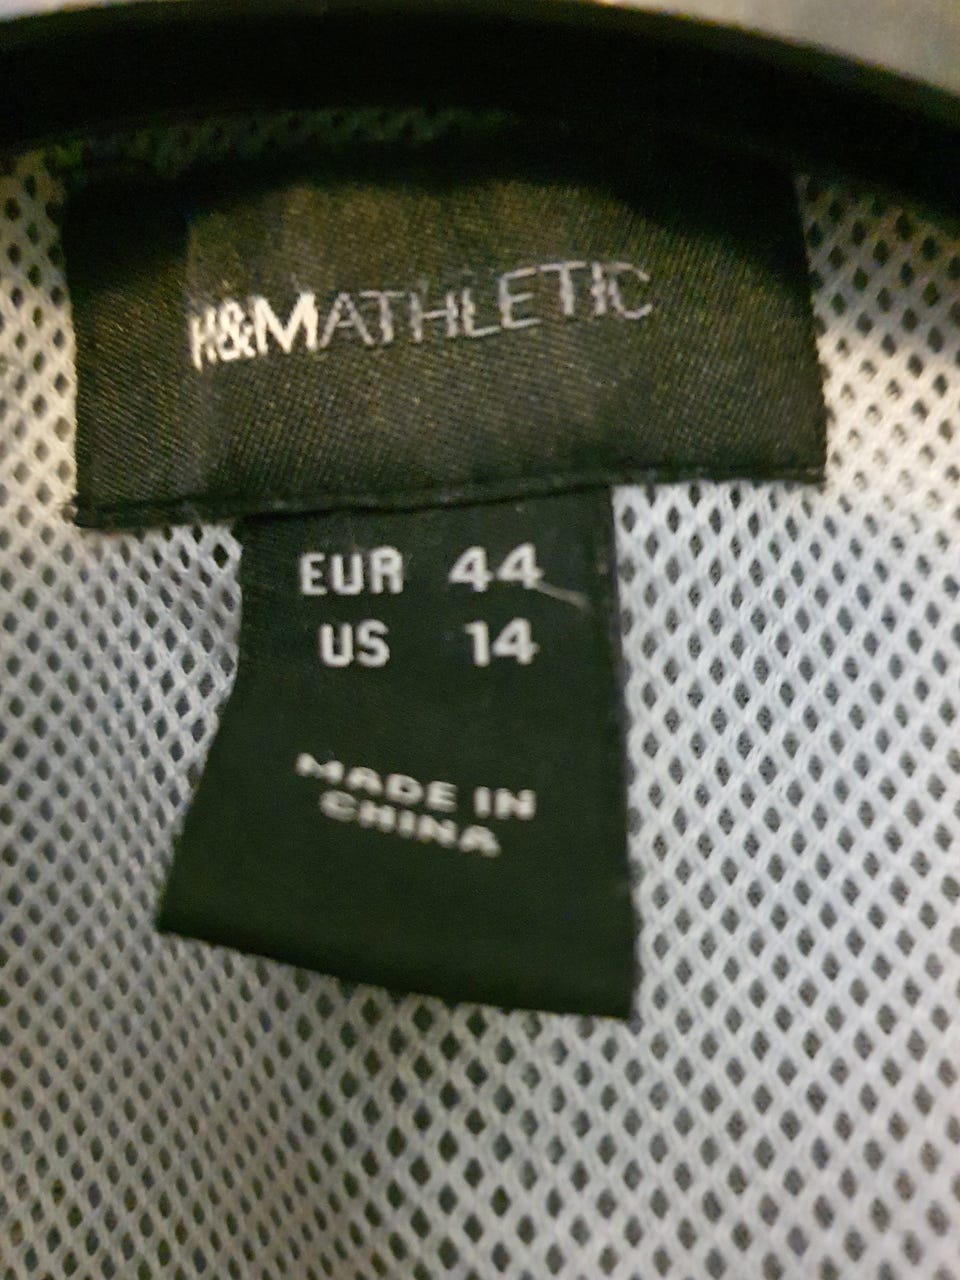 H&MATHLETIC
EUR 44
US 14
MADE IN
CHINA